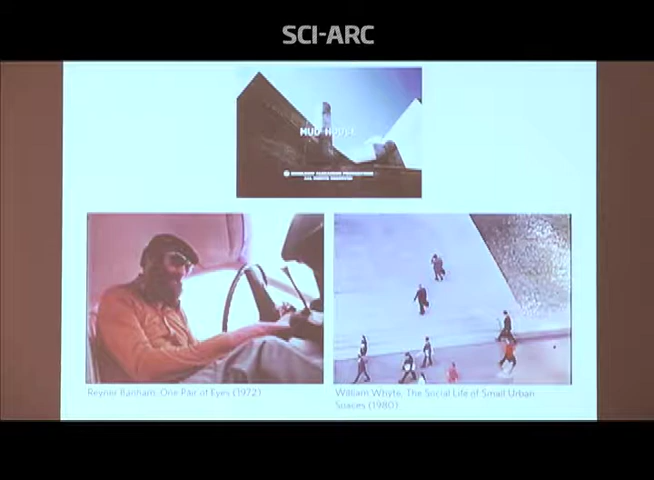 SCI-ARC
MUD HOUSE
Reyner Banham, One Pair of Eyes (1972)
William Whyte, The Social Life of Small Urban
Spaces (1980)